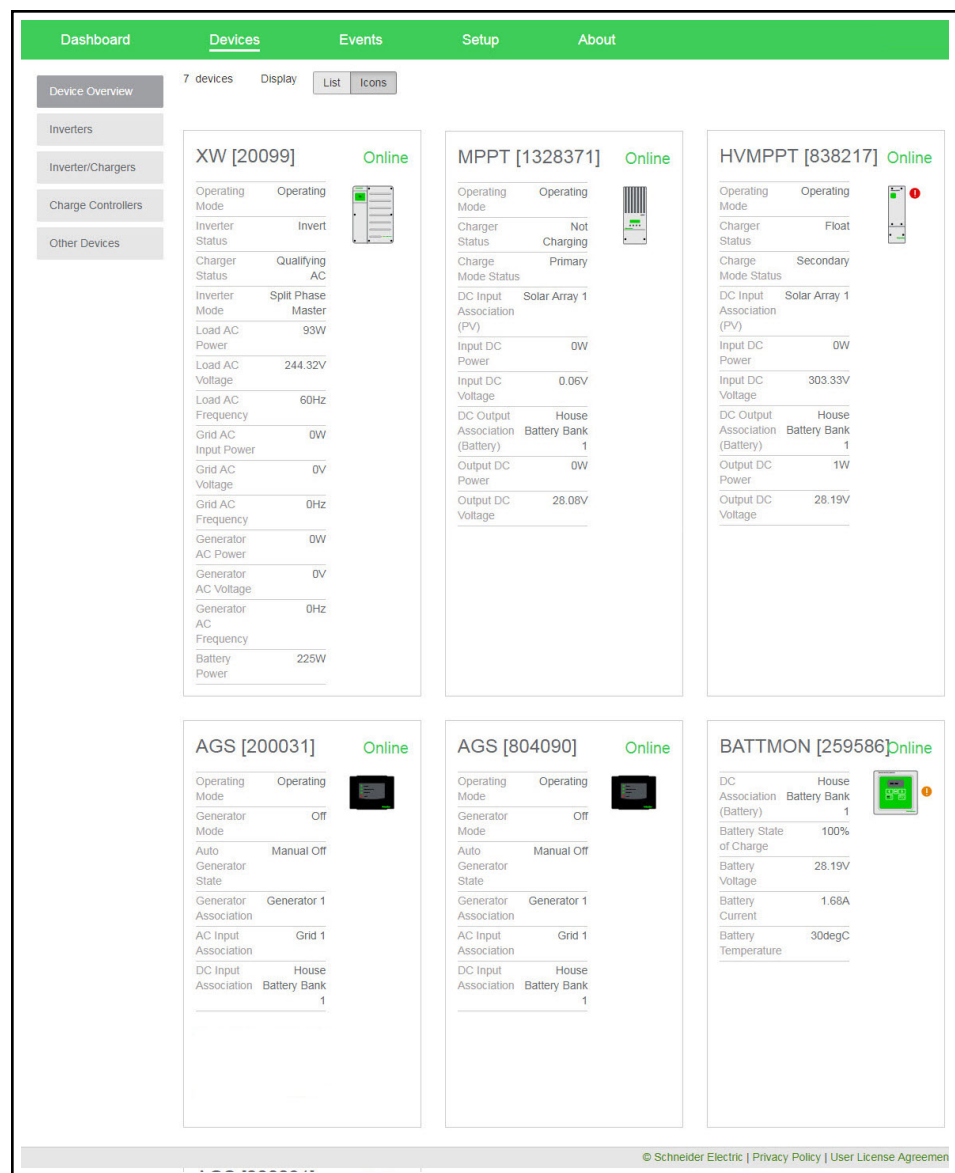 Dashboard Devices Events Setup About
7 devices Display List Icons
Device Overview
Inverters
Inverter/Chargers
Charge Controllers
Other Devices
XW [20099] Online
Operating Operating
Mode
Inverter Invert
Status
Charger Qualifying
Status AC
Inverter Split Phase
Mode Master
Load AC 93W
Power
Load AC 244.32V
Voltage
Load AC 60Hz
Frequency
Grid AC 0W
Input Power
Grid AC 0V
Voltage
Grid AC 0Hz
Frequency
Generator 0W
AC Power
Generator 0V
AC Voltage
Generator 0Hz
AC
Frequency
Battery 225W
Power
MPPT [1328371] Online
Operating Operating
Mode
Charger Not
Status Charging
Charge Primary
Mode Status
DC Input Solar Array 1
Association
(PV)
Input DC 0W
Power
Input DC 0.06V
Voltage
DC Output House
Association Battery Bank
(Battery) 1
Output DC 0W
Power
Output DC 28.08V
Voltage
HVMPPT [838217] Online
Operating Operating
Mode
Charger Float
Status
Charge Secondary
Mode Status
DC Input Solar Array 1
Association
(PV)
Input DC 0W
Power
Input DC 303.33V
Voltage
DC Output House
Association Battery Bank
(Battery) 1
Output DC 1W
Power
Output DC 28.19V
Voltage
AGS [200031] Online
Operating Operating
Mode
Generator Off
Mode
Auto Manual Off
Generator
State
Generator Generator 1
Association
AC Input Grid 1
Association
DC Input House
Association Battery Bank
1
AGS [804090] Online
Operating Operating
Mode
Generator Off
Mode
Auto Manual Off
Generator
State
Generator Generator 1
Association
AC Input Grid 1
Association
DC Input House
Association Battery Bank
1
BATTMON [259586] Online
DC House
Association Battery Bank
(Battery) 1
Battery State 100%
of Charge
Battery 28.19V
Voltage
Battery 1.68A
Current
Battery 30degC
Temperature
© Schneider Electric | Privacy Policy | User License Agreemen